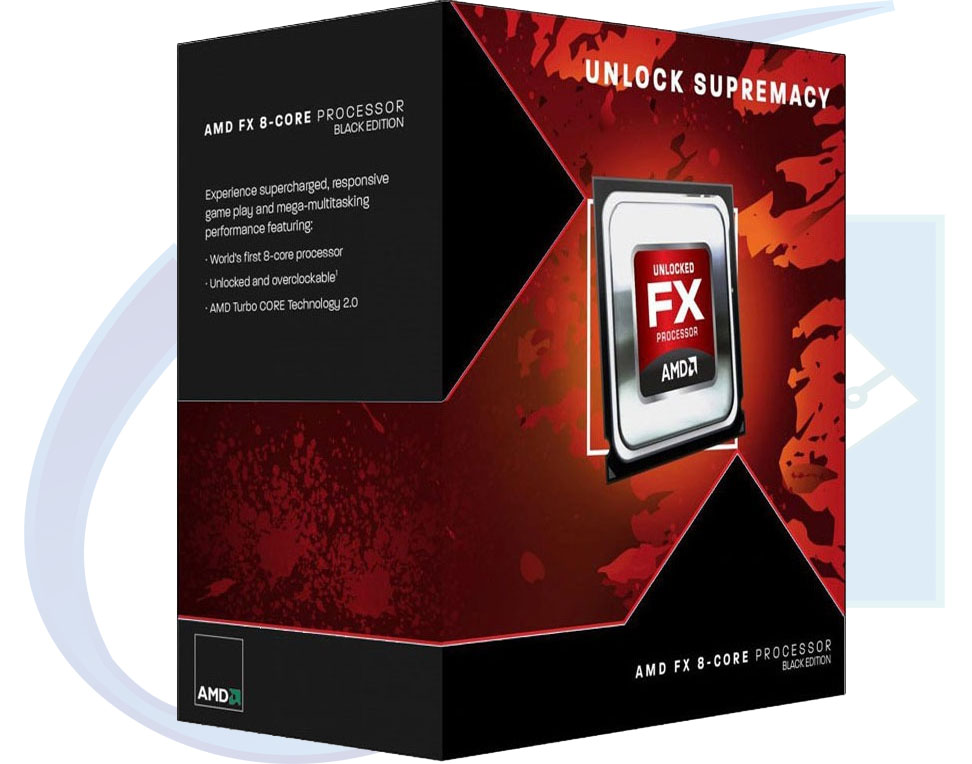 AMD FX 8-CORE PROCESSOR
BLACK EDITION
Experience supercharged, responsive
game play and mega-multitasking
performance featuring:
· World's first 8-core processor
· Unlocked and overclockable¹
· AMD Turbo CORE Technology 2.0
AMD
UNLOCK SUPREMACY
UNLOCKED
FX
PROCESSOR
AMD
AMD FX 8-CORE PROCESSOR
BLACK EDITION